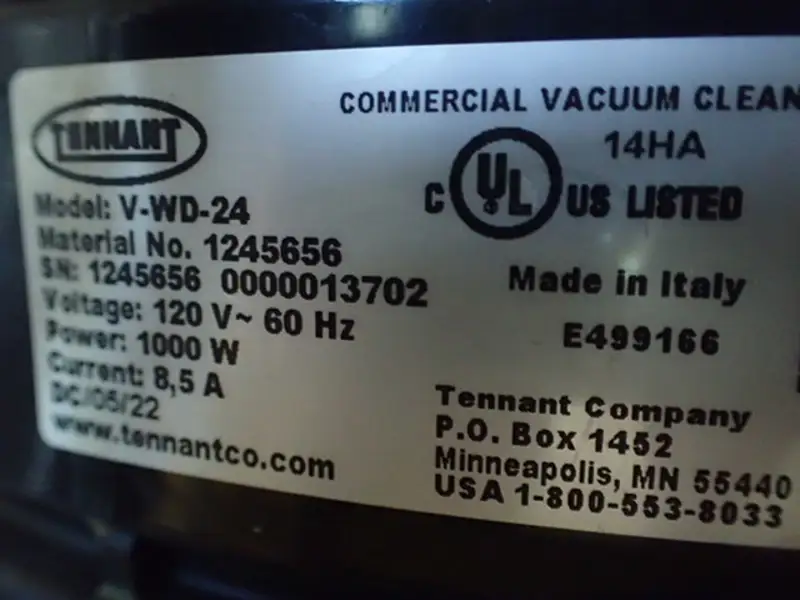 TENNANT
Model: V-WD-24
Material No. 1245656
SN: 1245656 0000013702
Voltage: 120 V~ 60 Hz
Power: 1000 W
Current: 8,5 A
DC/05/22
www.tennantco.com
COMMERCIAL VACUUM CLEAN
14HA
C UL US LISTED
Made in Italy
E499166
Tennant Company
P.O. Box 1452
Minneapolis, MN 55440
USA 1-800-553-8033